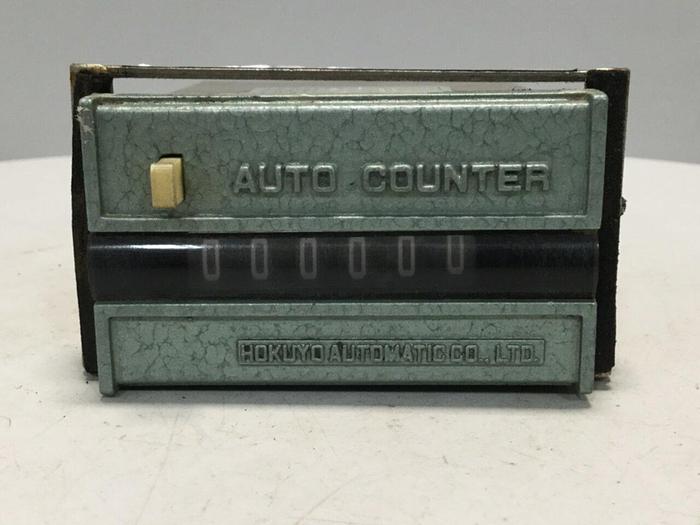 AUTO COUNTER
000000
HOKUYO AUTOMATIC CO., LTD.